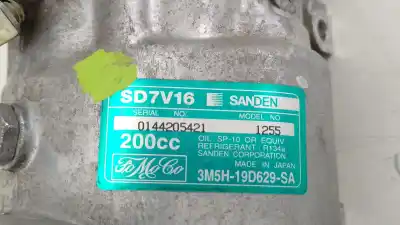 SD7V16 SANDEN
SERIAL NO. MODEL NO
0144205421 1255
200cc OIL SP-10 OR EQUIV
REFRIGERANT R134a
SANDEN CORPORATION
FoMoCo MADE IN JAPAN
3M5H-19D629-SA